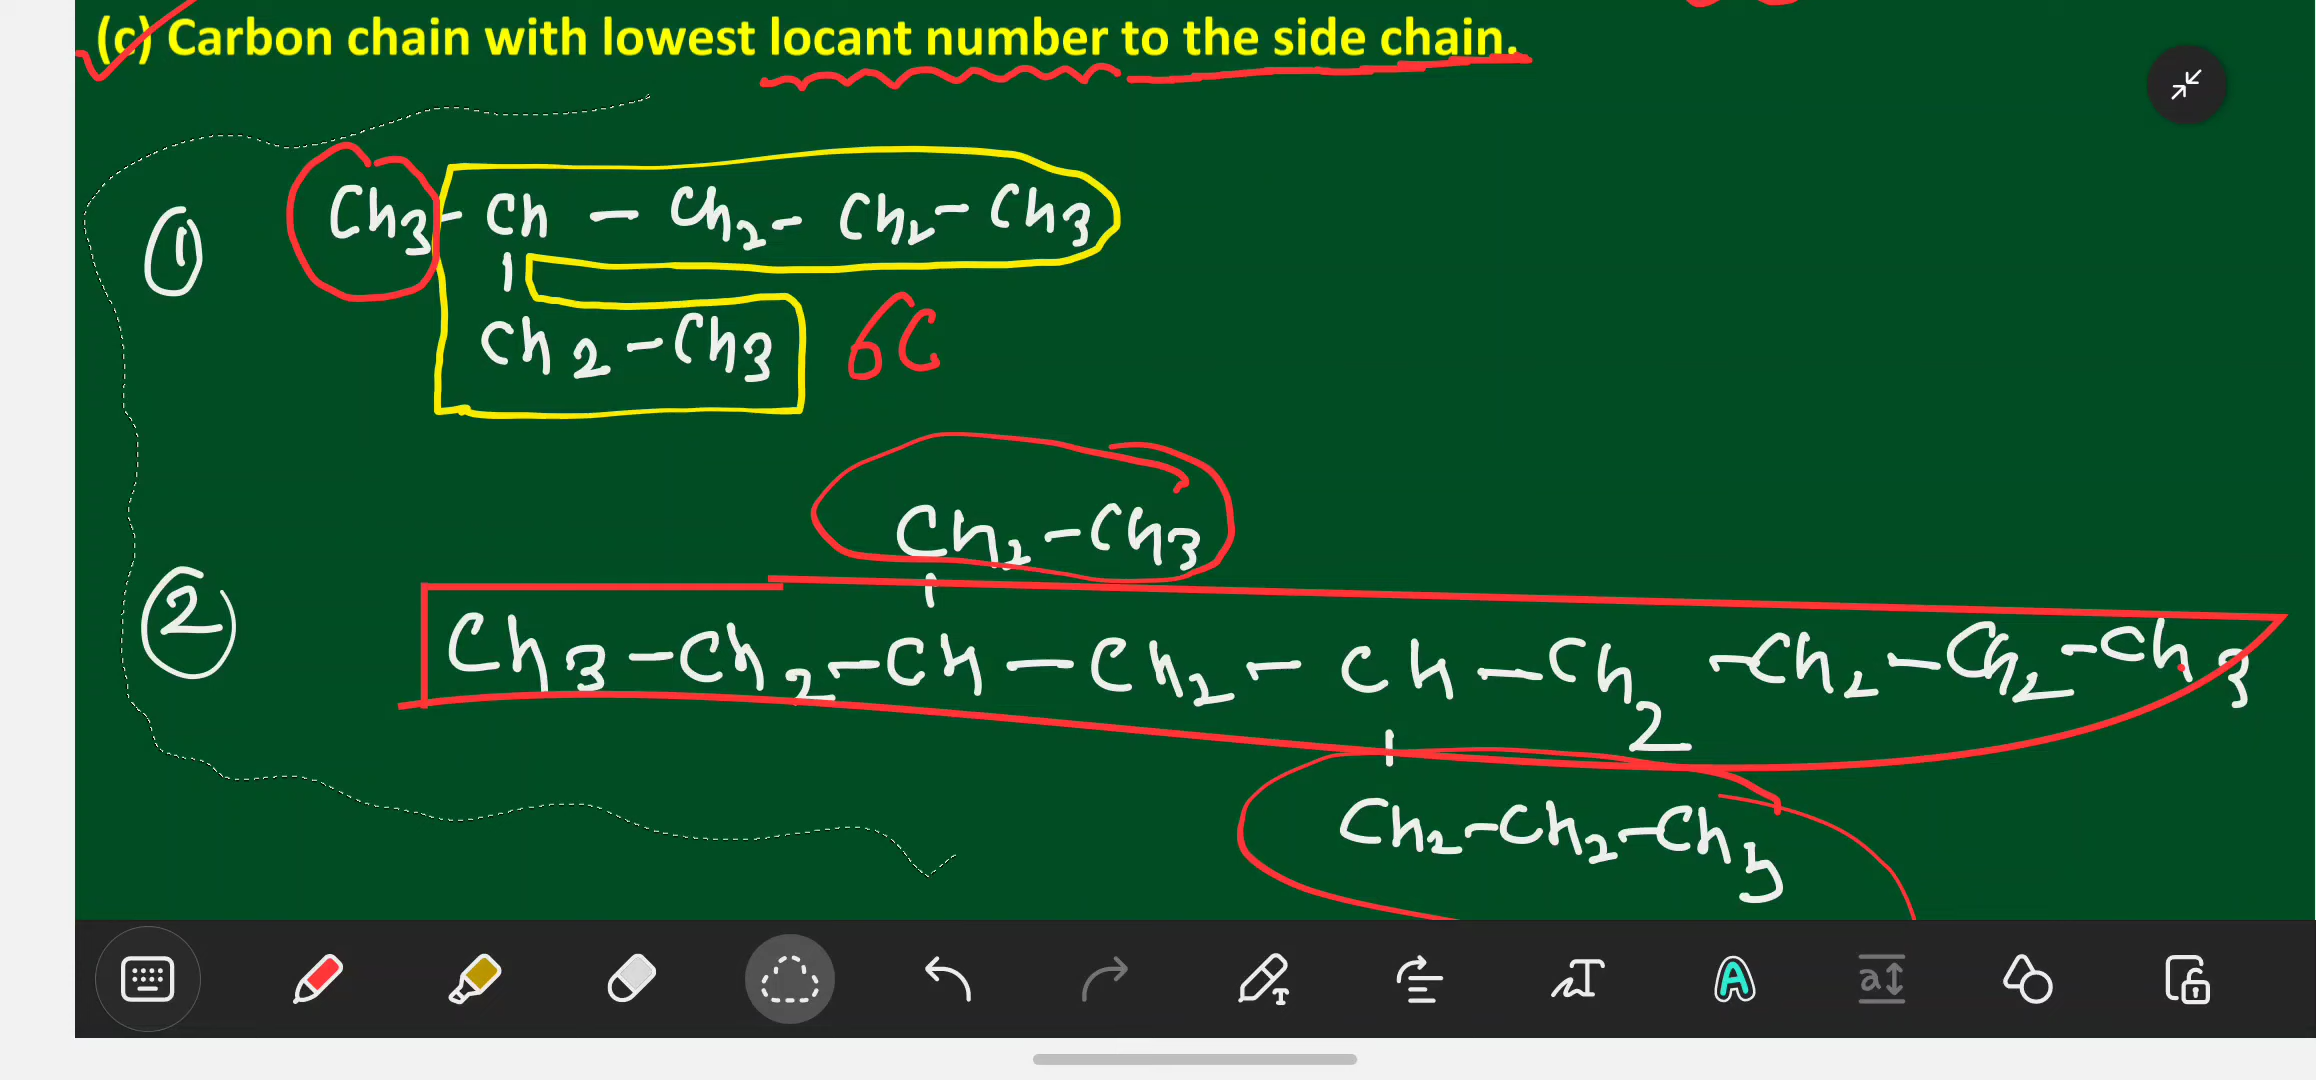 (c) Carbon chain with lowest locant number to the side chain.
① Ch3 - Ch - Ch2 - Ch2 - Ch3
|
Ch2 - Ch3 6C
Ch2 - Ch3
|
② Ch3 - Ch2 - Ch - Ch2 - Ch - Ch2 - Ch2 - Ch2 - Ch3
|
Ch2 - Ch2 - Ch3